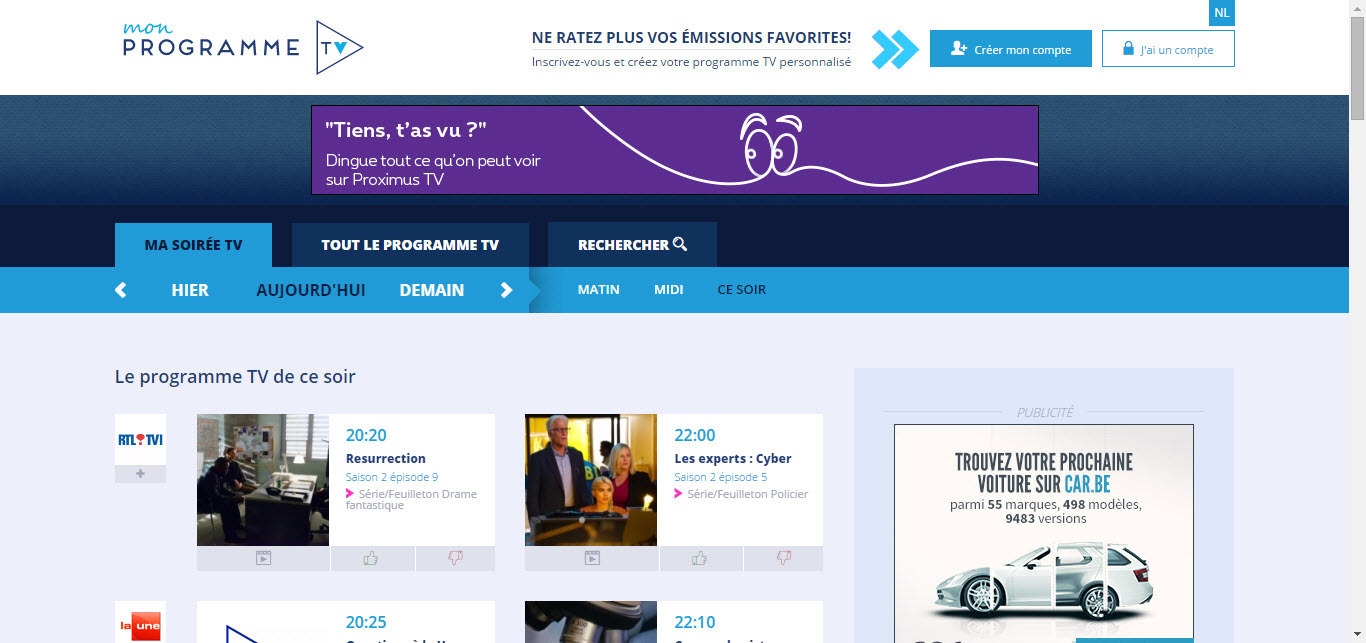 NL
mon
PROGRAMME TV
NE RATEZ PLUS VOS ÉMISSIONS FAVORITES!
Inscrivez-vous et créez votre programme TV personnalisé
Créer mon compte
J'ai un compte
"Tiens, t'as vu ?"
Dingue tout ce qu'on peut voir
sur Proximus TV
MA SOIRÉE TV
TOUT LE PROGRAMME TV
RECHERCHER
HIER
AUJOURD'HUI
DEMAIN
MATIN
MIDI
CE SOIR
Le programme TV de ce soir
RTL TVI
+
20:20
Resurrection
Saison 2 épisode 9
Série/Feuilleton Drame
fantastique
22:00
Les experts : Cyber
Saison 2 épisode 5
Série/Feuilleton Policier
PUBLICITÉ
TROUVEZ VOTRE PROCHAINE
VOITURE SUR CAR.BE
parmi 55 marques, 498 modèles,
9483 versions
la une
20:25
22:10